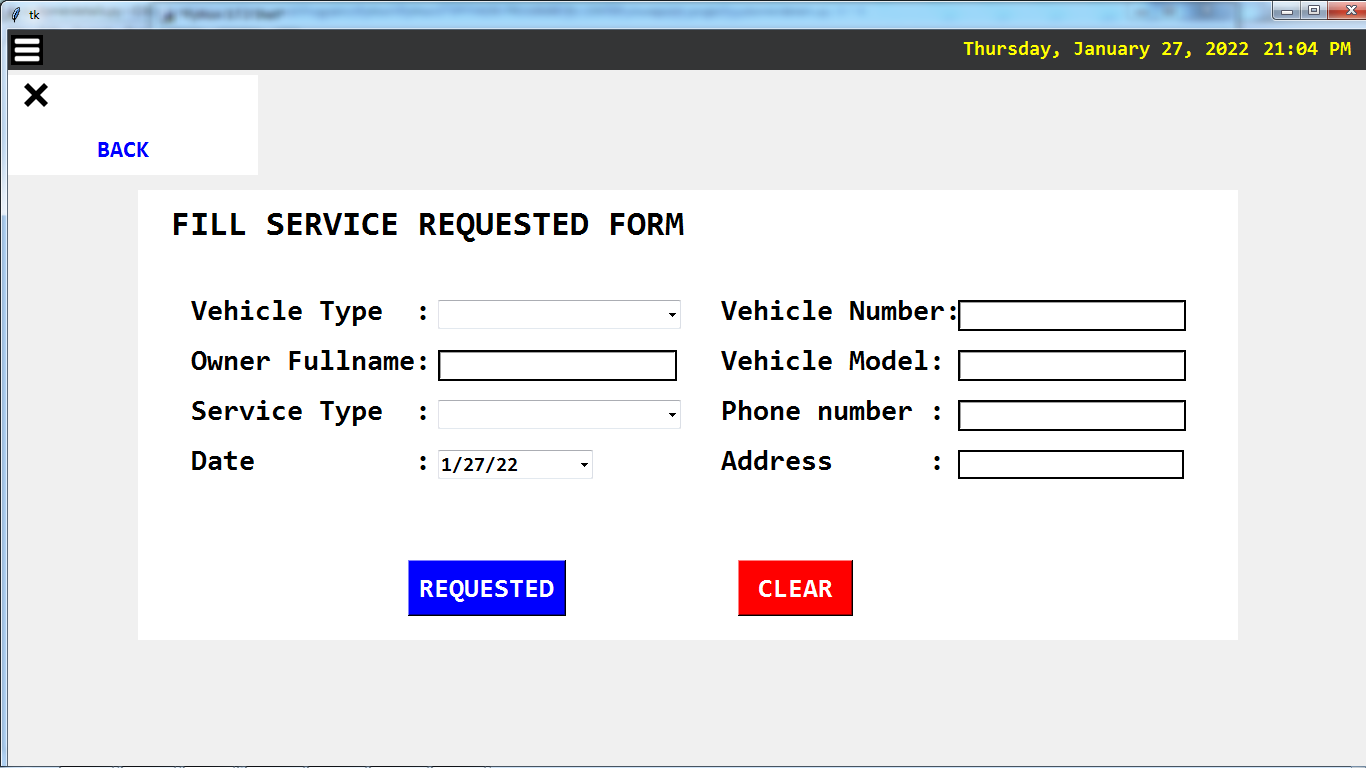 tk
Thursday, January 27, 2022 21:04 PM
BACK
FILL SERVICE REQUESTED FORM
Vehicle Type : Vehicle Number:
Owner Fullname: Vehicle Model:
Service Type : Phone number :
Date : 1/27/22 Address :
REQUESTED CLEAR